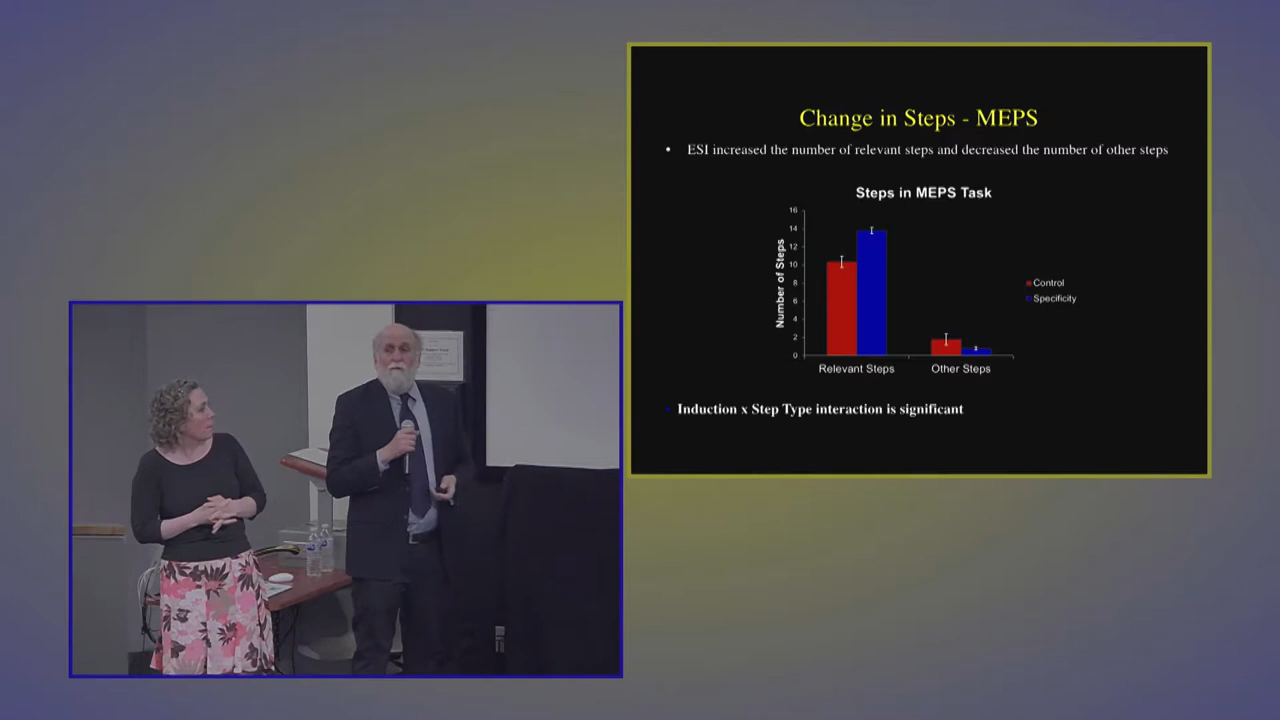 Change in Steps - MEPS
• ESI increased the number of relevant steps and decreased the number of other steps
Steps in MEPS Task
Number of Steps
16
14
12
10
8
6
4
2
0
Relevant Steps
Other Steps
Control
Specificity
• Induction x Step Type interaction is significant